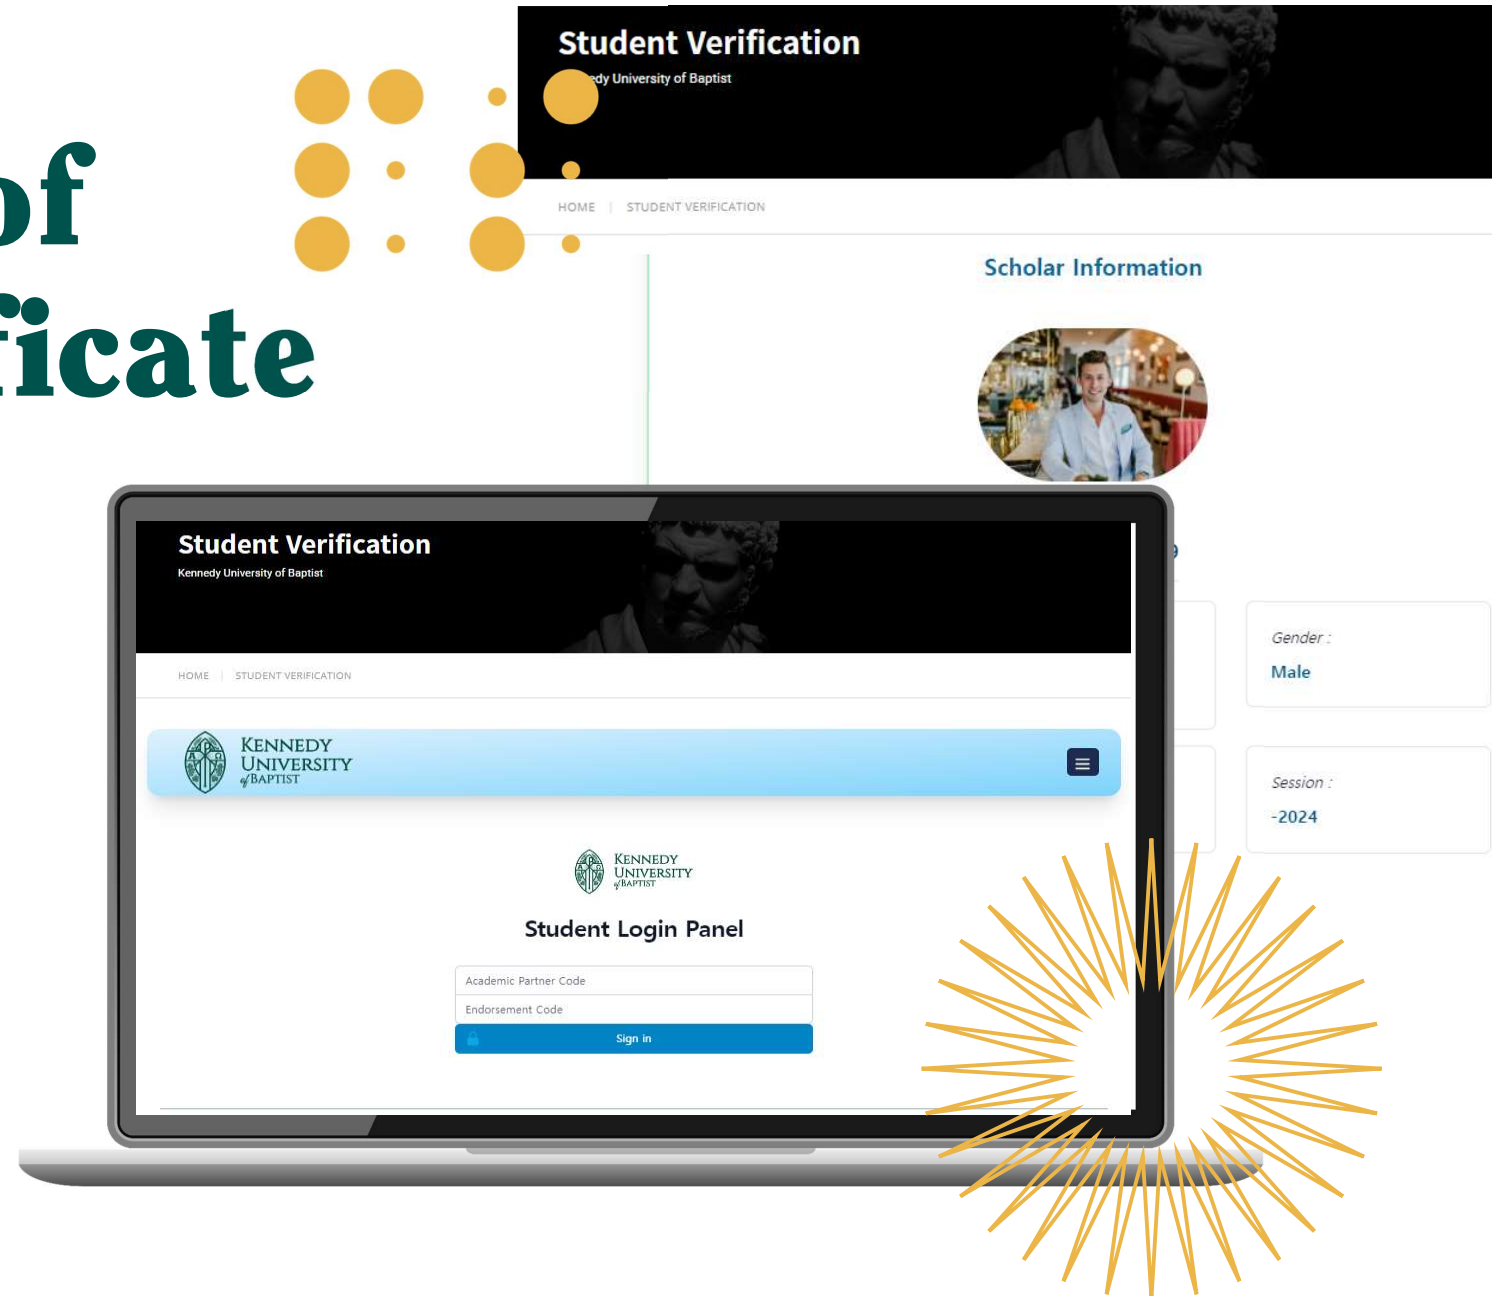 of
ficate
Student Verification
University of Baptist
HOME | STUDENT VERIFICATION
Scholar Information
Gender :
Male
Session :
-2024
Student Verification
Kennedy University of Baptist
HOME | STUDENT VERIFICATION
KENNEDY
UNIVERSITY
of BAPTIST
KENNEDY
UNIVERSITY
of BAPTIST
Student Login Panel
Academic Partner Code
Endorsement Code
Sign in